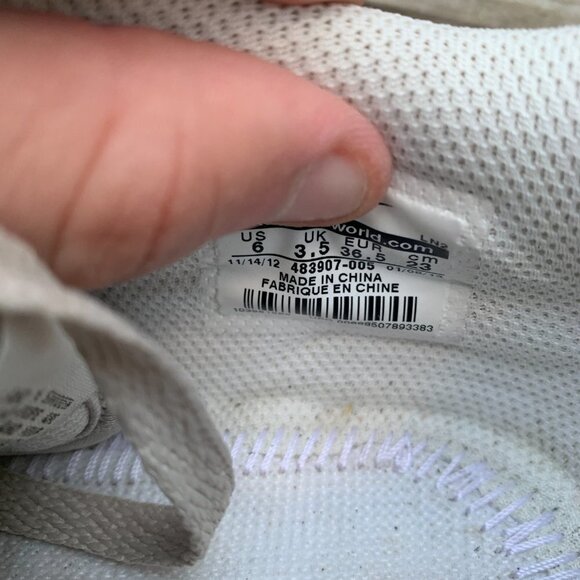 world.com
LN2
US UK EUR cm
6 3.5 36.5 23
11/14/12 483907-005
MADE IN CHINA
FABRIQUE EN CHINE